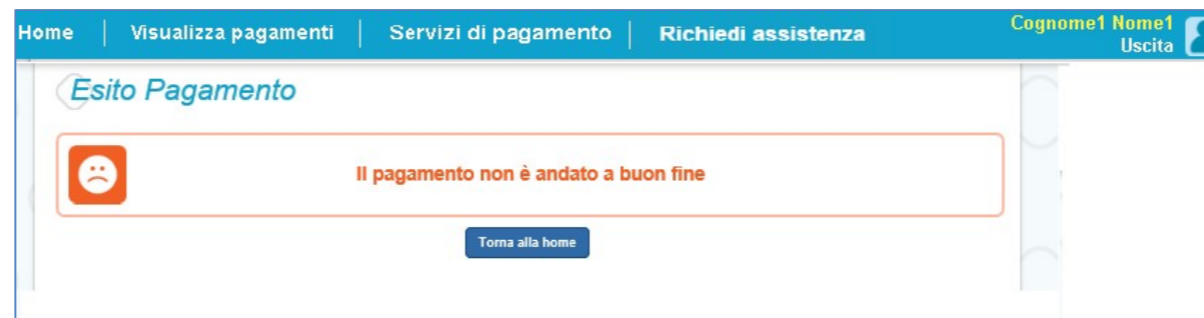 Home Visualizza pagamenti Servizi di pagamento Richiedi assistenza Cognome1 Nome1
Uscita
Esito Pagamento
Il pagamento non è andato a buon fine
Torna alla home